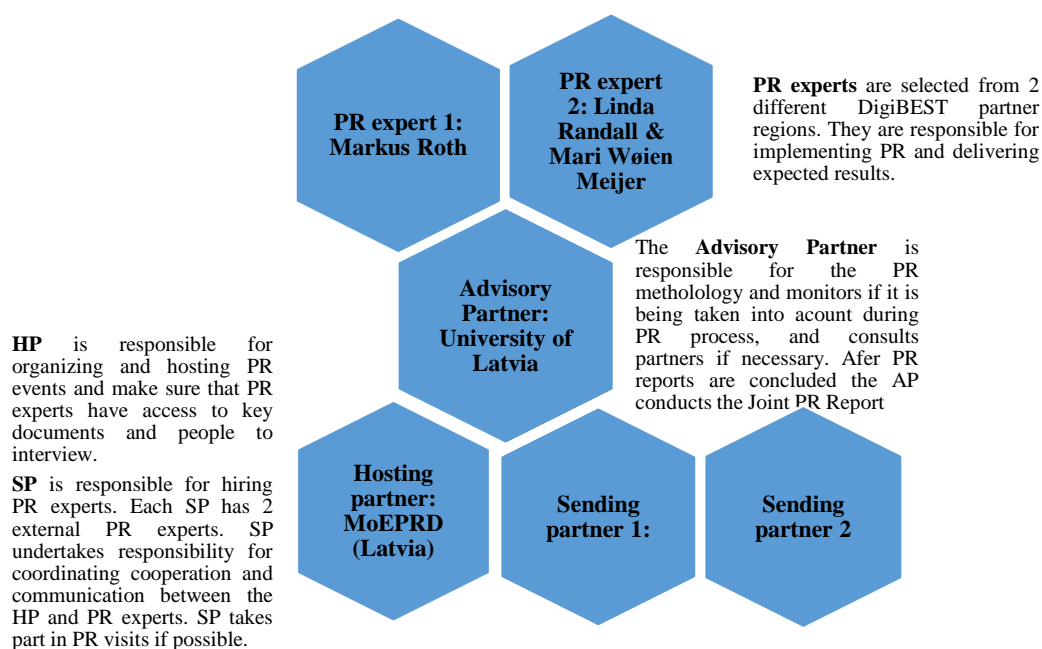 PR expert 1:
Markus Roth
PR expert
2: Linda
Randall &
Mari Wøien
Meijer
PR experts are selected from 2
different DigiBEST partner
regions. They are responsible for
implementing PR and delivering
expected results.
Advisory
Partner:
University of
Latvia
The Advisory Partner is
responsible for the PR
metholology and monitors if it is
being taken into acount during
PR process, and consults
partners if necessary. Afer PR
reports are concluded the AP
conducts the Joint PR Report
HP is responsible for
organizing and hosting PR
events and make sure that PR
experts have access to key
documents and people to
interview.
SP is responsible for hiring
PR experts. Each SP has 2
external PR experts. SP
undertakes responsibility for
coordinating cooperation and
communication between the
HP and PR experts. SP takes
part in PR visits if possible.
Hosting
partner:
MoEPRD
(Latvia)
Sending
partner 1:
Sending
partner 2